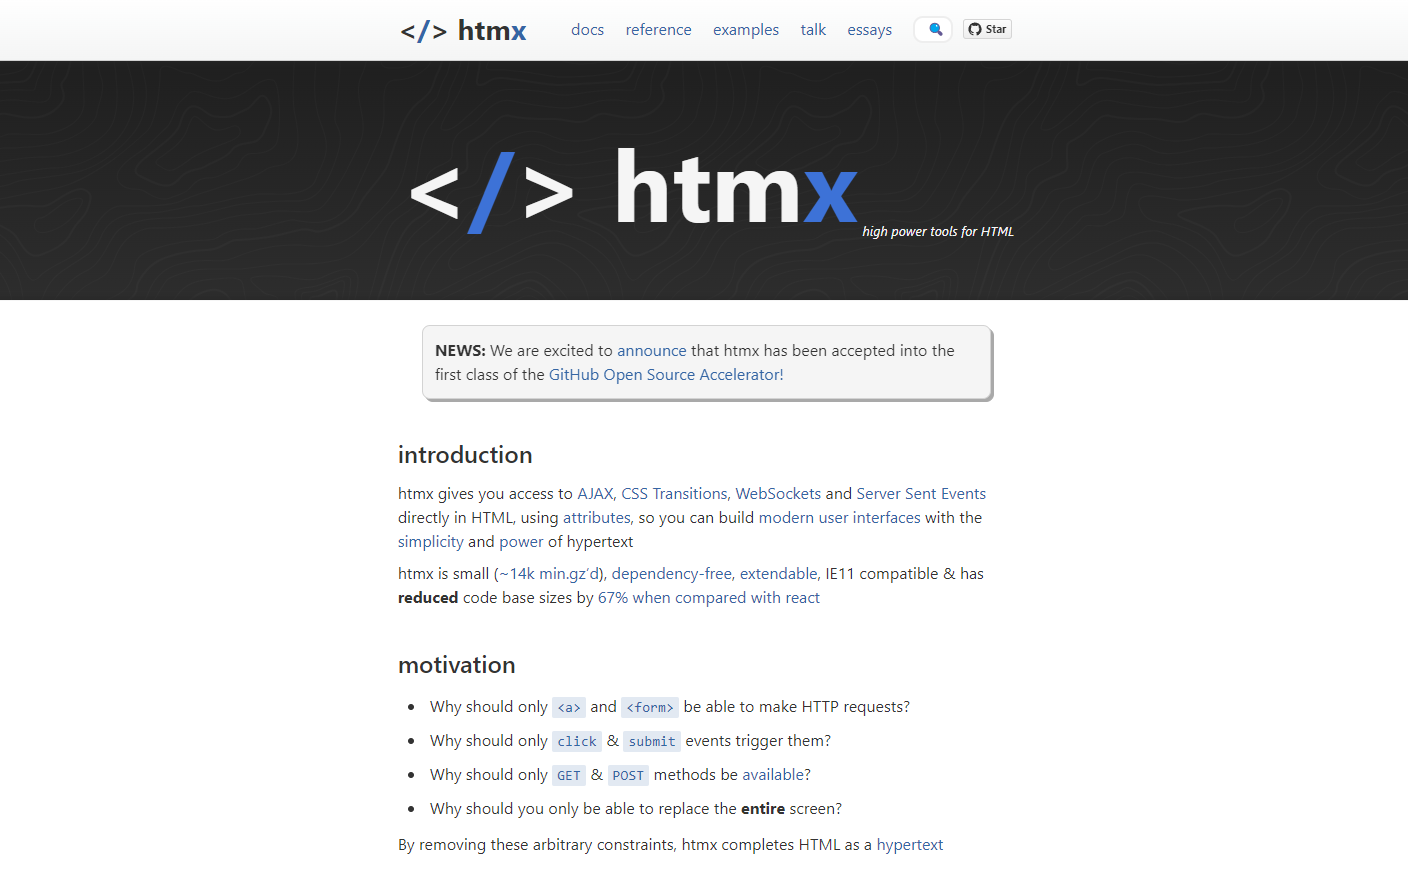 </> htmx docs reference examples talk essays Star
</> htmx
high power tools for HTML
NEWS: We are excited to announce that htmx has been accepted into the
first class of the GitHub Open Source Accelerator!
introduction
htmx gives you access to AJAX, CSS Transitions, WebSockets and Server Sent Events
directly in HTML, using attributes, so you can build modern user interfaces with the
simplicity and power of hypertext
htmx is small (~14k min.gz'd), dependency-free, extendable, IE11 compatible & has
reduced code base sizes by 67% when compared with react
motivation
• Why should only <a> and <form> be able to make HTTP requests?
• Why should only click & submit events trigger them?
• Why should only GET & POST methods be available?
• Why should you only be able to replace the entire screen?
By removing these arbitrary constraints, htmx completes HTML as a hypertext